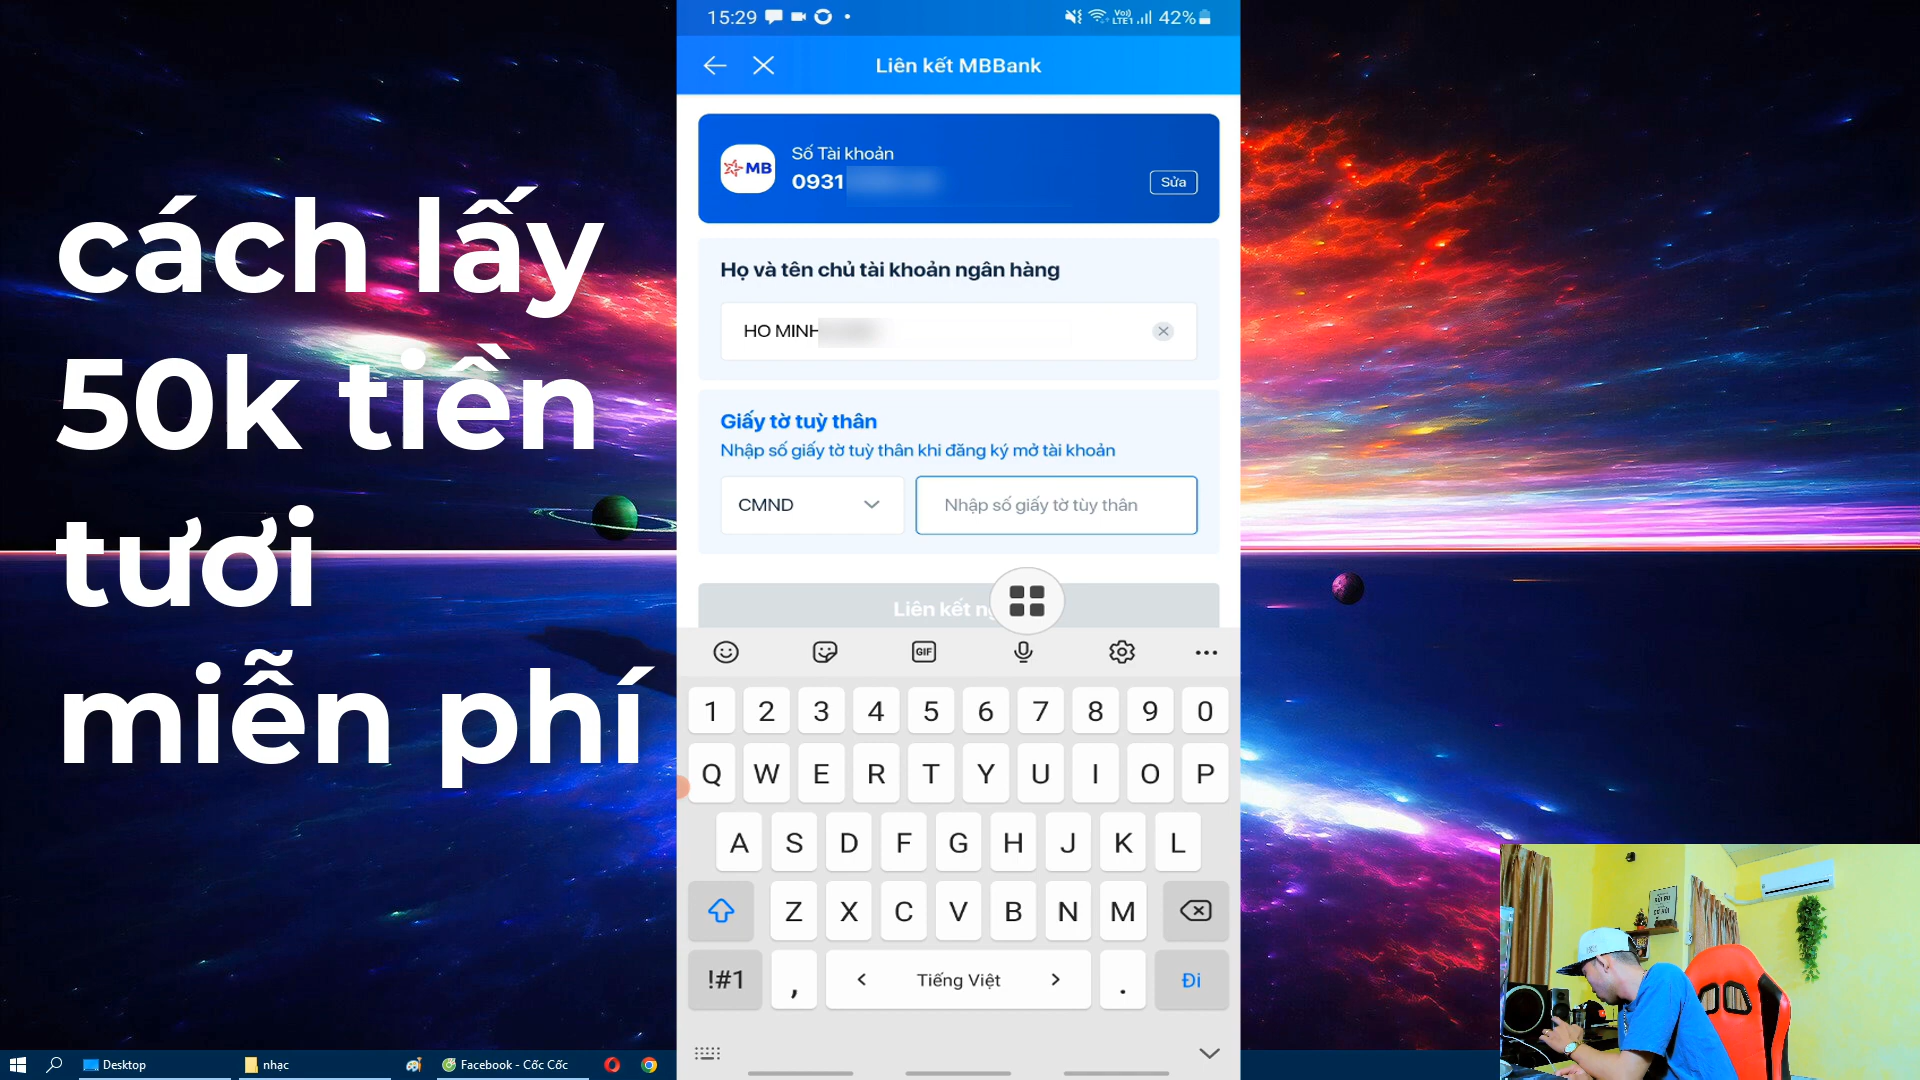 cách lấy
50k tiền
tươi
miễn phí
15:29
Vo))
LTE1
42%
Liên kết MBBank
MB
Số Tài khoản
0931
Sửa
Họ và tên chủ tài khoản ngân hàng
HO MINH
Giấy tờ tuỳ thân
Nhập số giấy tờ tuỳ thân khi đăng ký mở tài khoản
CMND
Nhập số giấy tờ tùy thân
Liên kết
GIF
1 2 3 4 5 6 7 8 9 0
Q W E R T Y U I O P
A S D F G H J K L
Z X C V B N M
!#1 , < Tiếng Việt > . Đi
Desktop
nhạc
Facebook - Cốc Cốc